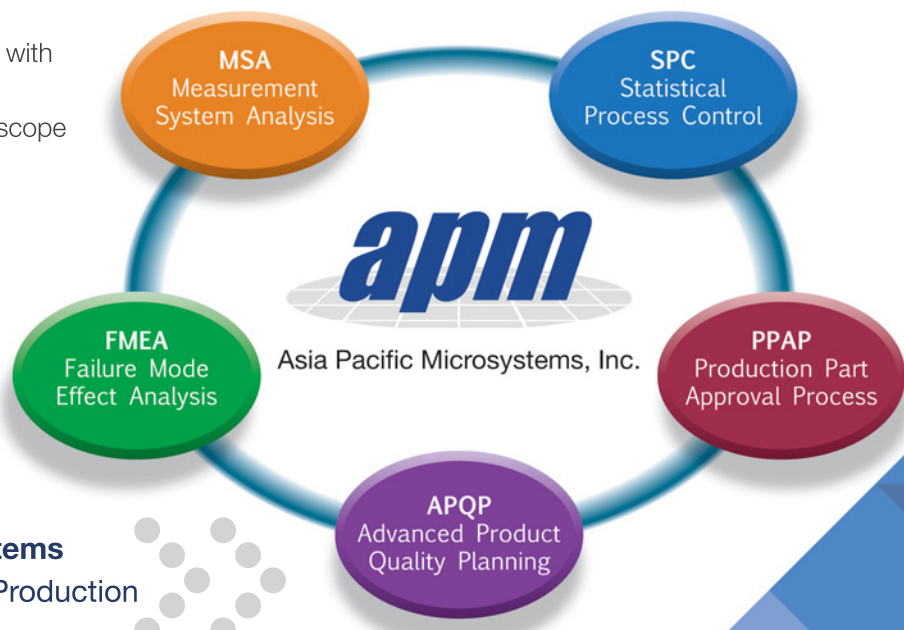 with
scope
MSA
Measurement
System Analysis
SPC
Statistical
Process Control
apm
Asia Pacific Microsystems, Inc.
FMEA
Failure Mode
Effect Analysis
PPAP
Production Part
Approval Process
APQP
Advanced Product
Quality Planning
tems
Production